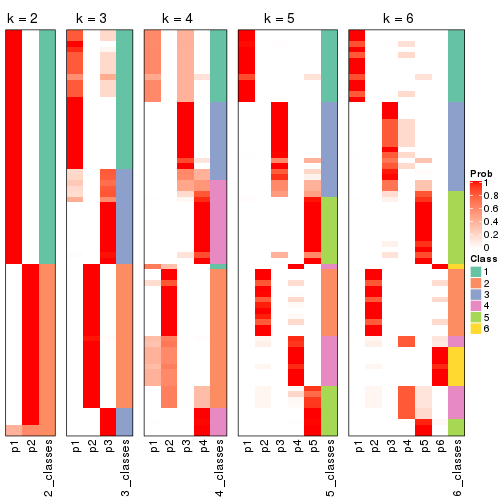 k = 2
k = 3
k = 4
k = 5
k = 6
p1
p2
2_classes
p1
p2
p3
3_classes
p1
p2
p3
p4
4_classes
p1
p2
p3
p4
p5
5_classes
p1
p2
p3
p4
p5
p6
6_classes
Prob
1
0.8
0.6
0.4
0.2
0
Class
1
2
3
4
5
6